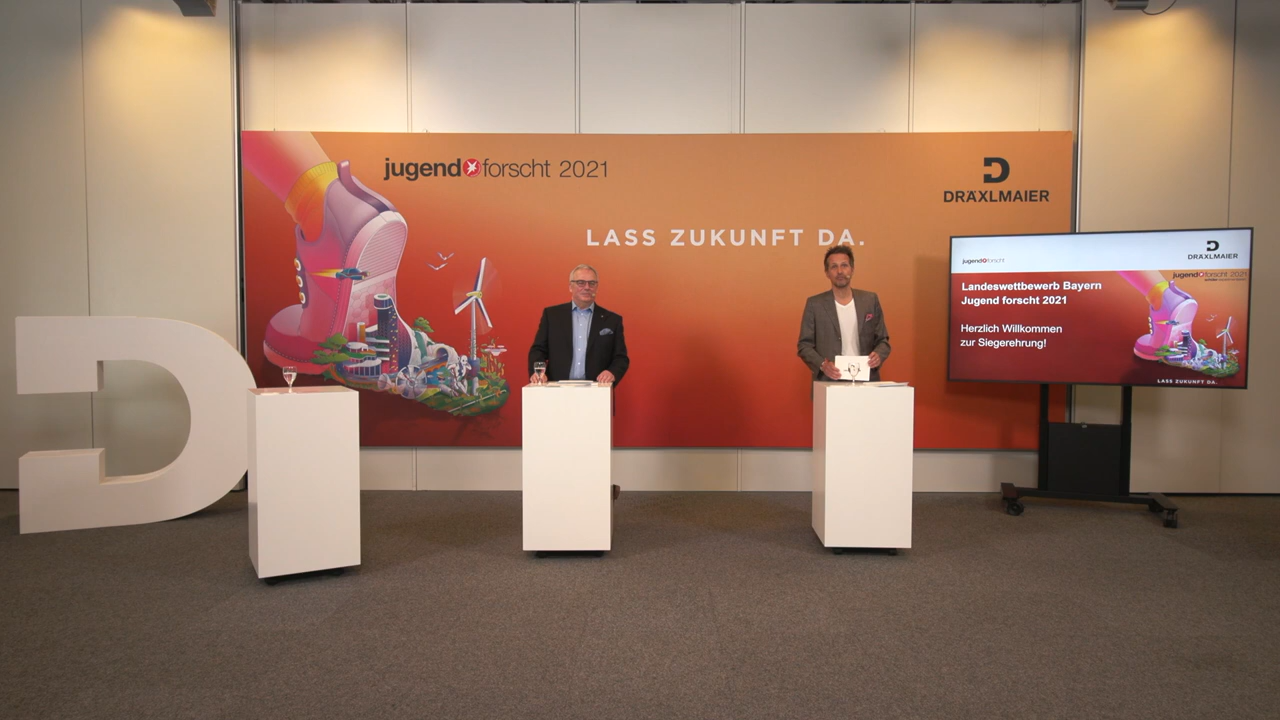 jugend forscht 2021
DRÄXLMAIER
LASS ZUKUNFT DA.
jugend forscht
DRÄXLMAIER
jugend forscht 2021
Landeswettbewerb Bayern
Jugend forscht 2021
Herzlich Willkommen
zur Siegerehrung!
LASS ZUKUNFT DA.